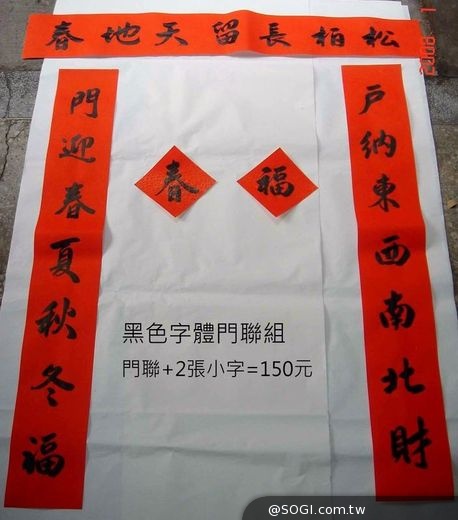 松柏長留天地春
戶納東西南北財
門迎春夏秋冬福
福
春
黑色字體門聯組
門聯+2張小字=150元
@SOGI.com.tw